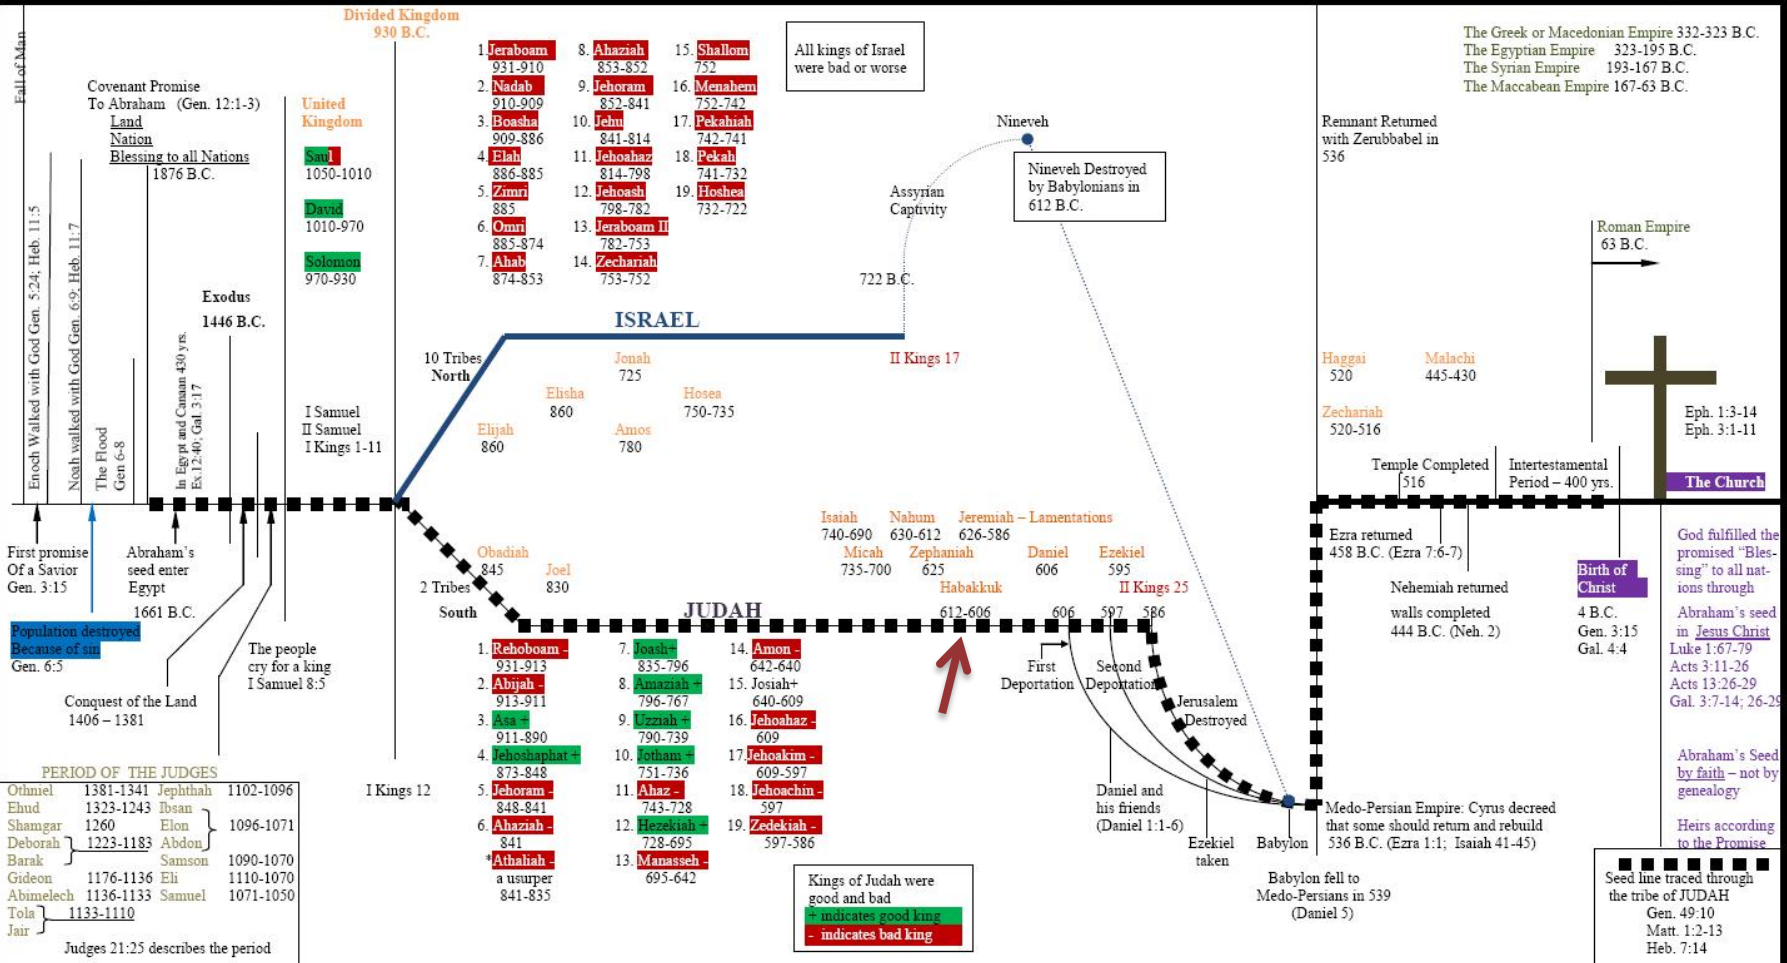 Fall of Man
Enoch Walked with God Gen. 5:24; Heb. 11:5
Noah walked with God Gen. 6:9; Heb. 11:7
The Flood
Gen 6-8
In Egypt and Canaan 430 yrs.
Ex.12:40; Gal. 3:17
Covenant Promise
To Abraham (Gen. 12:1-3)
Land
Nation
Blessing to all Nations
1876 B.C.
Exodus
1446 B.C.
United
Kingdom
Saul
1050-1010
David
1010-970
Solomon
970-930
Divided Kingdom
930 B.C.
I Samuel
II Samuel
I Kings 1-11
1. Jeraboam
931-910
2. Nadab
910-909
3. Boasha
909-886
4. Elah
886-885
5. Zimri
885
6. Omri
885-874
7. Ahab
874-853
8. Ahaziah
853-852
9. Jehoram
852-841
10. Jehu
841-814
11. Jehoahaz
814-798
12. Jehoash
798-782
13. Jeraboam II
782-753
14. Zechariah
753-752
15. Shallom
752
16. Menahem
752-742
17. Pekahiah
742-741
18. Pekah
741-732
19. Hoshea
732-722
All kings of Israel
were bad or worse
Nineveh
Nineveh Destroyed
by Babylonians in
612 B.C.
Assyrian
Captivity
722 B.C.
ISRAEL
10 Tribes
North
Jonah
725
Elisha
860
Hosea
750-735
Elijah
860
Amos
780
II Kings 17
The Greek or Macedonian Empire 332-323 B.C.
The Egyptian Empire 323-195 B.C.
The Syrian Empire 193-167 B.C.
The Maccabean Empire 167-63 B.C.
Remnant Returned
with Zerubbabel in
536
Roman Empire
63 B.C.
Haggai
520
Malachi
445-430
Zechariah
520-516
Eph. 1:3-14
Eph. 3:1-11
Temple Completed
516
Intertestamental
Period – 400 yrs.
The Church
First promise
Of a Savior
Gen. 3:15
Population destroyed
Because of sin
Gen. 6:5
Abraham's
seed enter
Egypt
1661 B.C.
Conquest of the Land
1406 – 1381
The people
cry for a king
I Samuel 8:5
I Kings 12
Obadiah
845
Joel
830
2 Tribes
South
JUDAH
Isaiah
740-690
Nahum
630-612
Jeremiah – Lamentations
626-586
Micah
735-700
Zephaniah
625
Daniel
606
Ezekiel
595
Habakkuk
612-606
II Kings 25
606
597
586
1. Rehoboam -
931-913
2. Abijah -
913-911
3. Asa +
911-890
4. Jehoshaphat +
873-848
5. Jehoram -
848-841
6. Ahaziah -
841
*Athaliah -
a usurper
841-835
7. Joash+
835-796
8. Amaziah +
796-767
9. Uzziah +
790-739
10. Jotham +
751-736
11. Ahaz -
743-728
12. Hezekiah +
728-695
13. Manasseh -
695-642
14. Amon -
642-640
15. Josiah+
640-609
16. Jehoahaz -
609
17. Jehoakim -
609-597
18. Jehoachin -
597
19. Zedekiah -
597-586
Kings of Judah were
good and bad
+ indicates good king
- indicates bad king
First
Deportation
Second
Deportation
Jerusalem
Destroyed
Daniel and
his friends
(Daniel 1:1-6)
Ezekiel
taken
Babylon
Babylon fell to
Medo-Persians in 539
(Daniel 5)
Medo-Persian Empire: Cyrus decreed
that some should return and rebuild
536 B.C. (Ezra 1:1; Isaiah 41-45)
Ezra returned
458 B.C. (Ezra 7:6-7)
Nehemiah returned
walls completed
444 B.C. (Neh. 2)
Birth of
Christ
4 B.C.
Gen. 3:15
Gal. 4:4
God fulfilled the
promised “Bles-
sing” to all nat-
ions through
Abraham's seed
in Jesus Christ
Luke 1:67-79
Acts 3:11-26
Acts 13:26-29
Gal. 3:7-14; 26-29
Abraham's Seed
by faith – not by
genealogy
Heirs according
to the Promise
Seed line traced through
the tribe of JUDAH
Gen. 49:10
Matt. 1:2-13
Heb. 7:14
PERIOD OF THE JUDGES
Othniel 1381-1341
Ehud 1323-1243
Shamgar 1260
Deborah 1223-1183
Barak
Gideon 1176-1136
Abimelech 1136-1133
Tola 1133-1110
Jair
Jephthah 1102-1096
Ibsan
Elon 1096-1071
Abdon
Samson 1090-1070
Eli 1110-1070
Samuel 1071-1050
Judges 21:25 describes the period